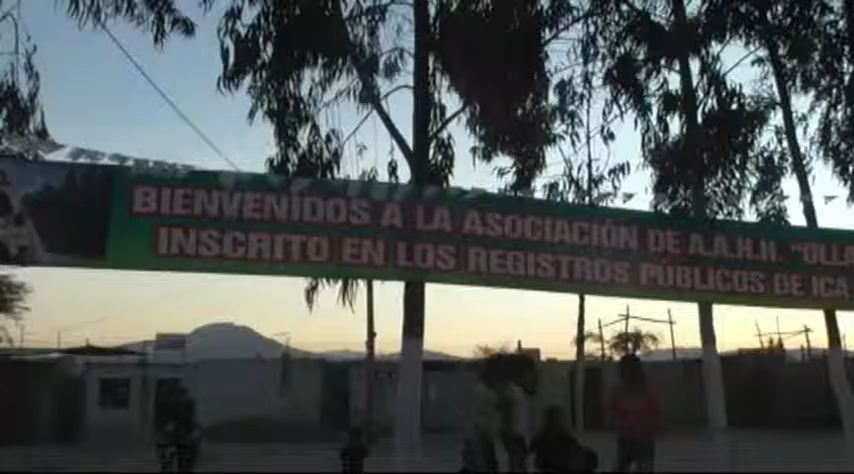 BIENVENIDOS A LA ASOCIACIÓN DE A.A.H.H. "OLLA
INSCRITO EN LOS REGISTROS PÚBLICOS DE ICA